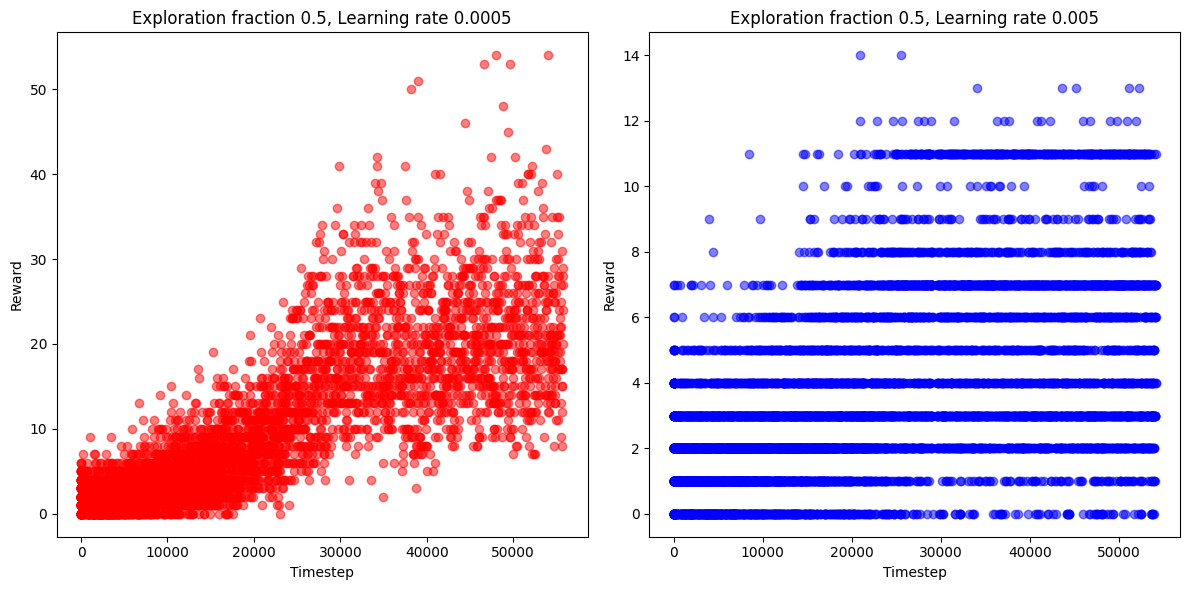 Exploration fraction 0.5, Learning rate 0.0005
50
40
30
20
10
0
Reward
0 10000 20000 30000 40000 50000
Timestep
Exploration fraction 0.5, Learning rate 0.005
14
12
10
8
6
4
2
0
Reward
0 10000 20000 30000 40000 50000
Timestep